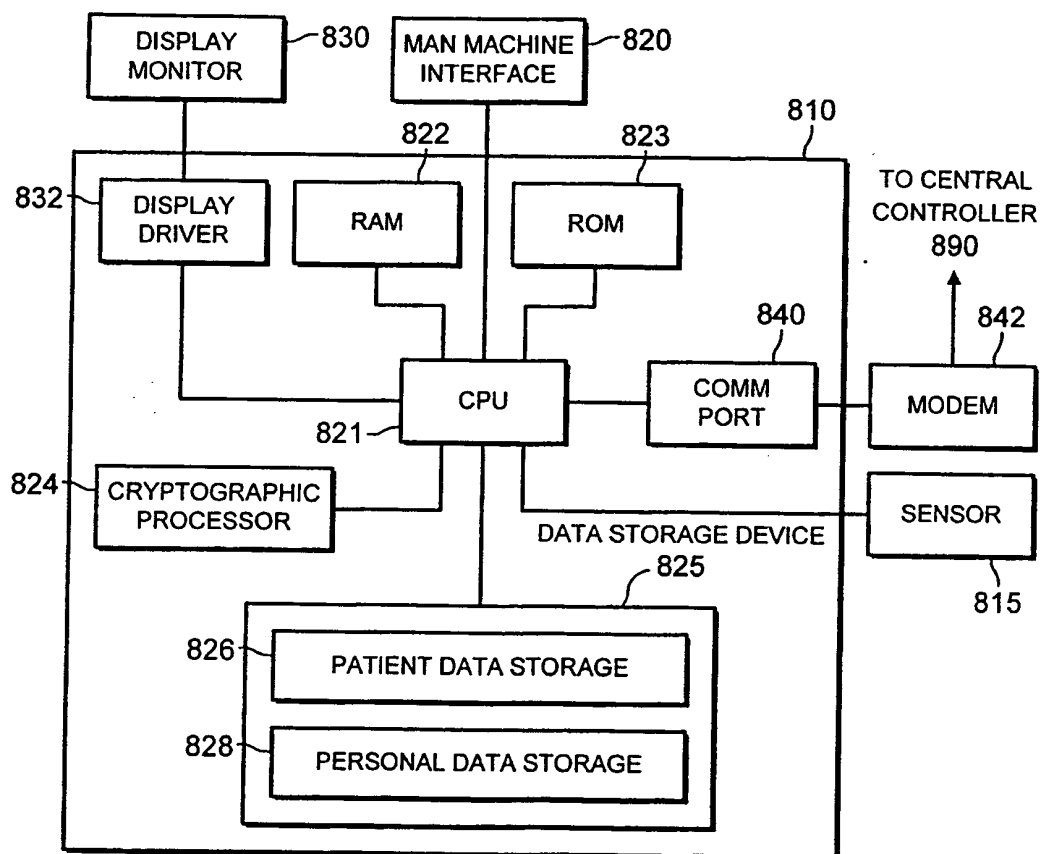 DISPLAY
MONITOR
830
MAN MACHINE
INTERFACE
820
810
822
823
832
DISPLAY
DRIVER
RAM
ROM
TO CENTRAL
CONTROLLER
890
840
842
CPU
821
COMM
PORT
MODEM
824
CRYPTOGRAPHIC
PROCESSOR
SENSOR
815
DATA STORAGE DEVICE
825
826
PATIENT DATA STORAGE
828
PERSONAL DATA STORAGE